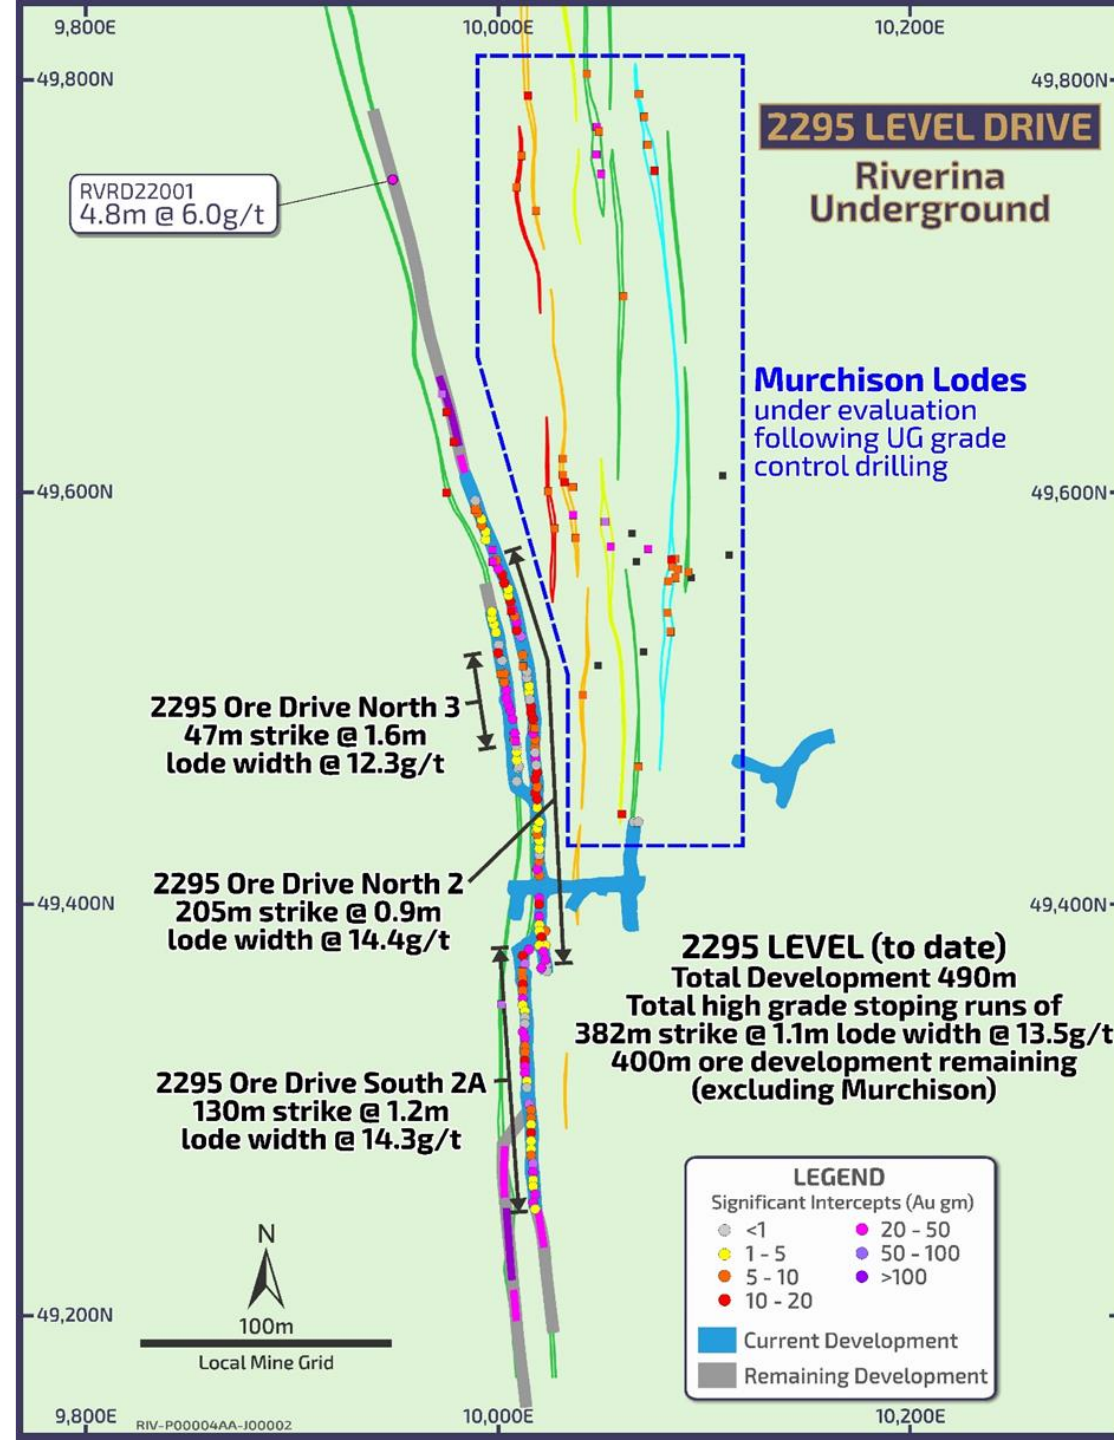 9,800E
10,000E
10,200E
49,800N
49,800N
2295 LEVEL DRIVE
Riverina
Underground
RVRD22001
4.8m @ 6.0g/t
Murchison Lodes
under evaluation
following UG grade
control drilling
49,600N
49,600N
2295 Ore Drive North 3
47m strike @ 1.6m
lode width @ 12.3g/t
2295 Ore Drive North 2
205m strike @ 0.9m
lode width @ 14.4g/t
49,400N
49,400N
2295 LEVEL (to date)
Total Development 490m
Total high grade stoping runs of
382m strike @ 1.1m lode width @ 13.5g/t
400m ore development remaining
(excluding Murchison)
2295 Ore Drive South 2A
130m strike @ 1.2m
lode width @ 14.3g/t
LEGEND
Significant Intercepts (Au gm)
<1
1 - 5
5 - 10
10 - 20
20 - 50
50 - 100
>100
Current Development
Remaining Development
N
100m
Local Mine Grid
49,200N
9,800E
RIV-P00004AA-J00002
10,000E
10,200E